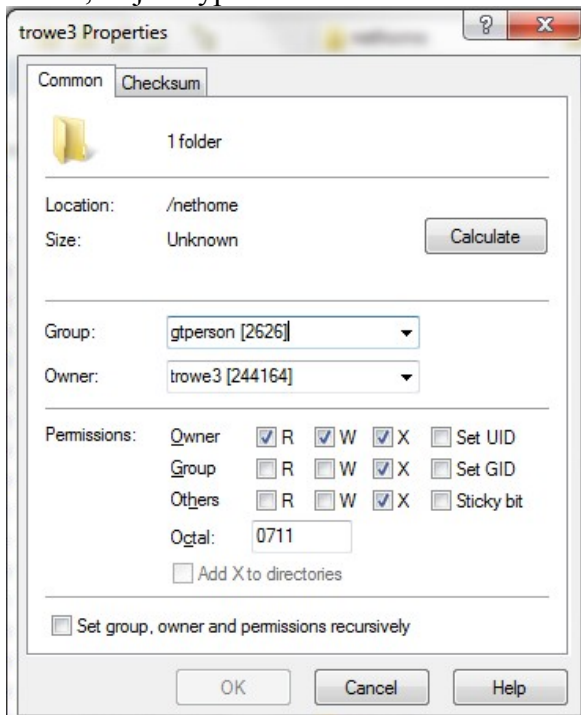 trowe3 Properties
Common Checksum
1 folder
Location: /nethome
Size: Unknown Calculate
Group: gtperson [2626]
Owner: trowe3 [244164]
Permissions: Owner R W X Set UID
Group R W X Set GID
Others R W X Sticky bit
Octal: 0711
Add X to directories
Set group, owner and permissions recursively
OK Cancel Help